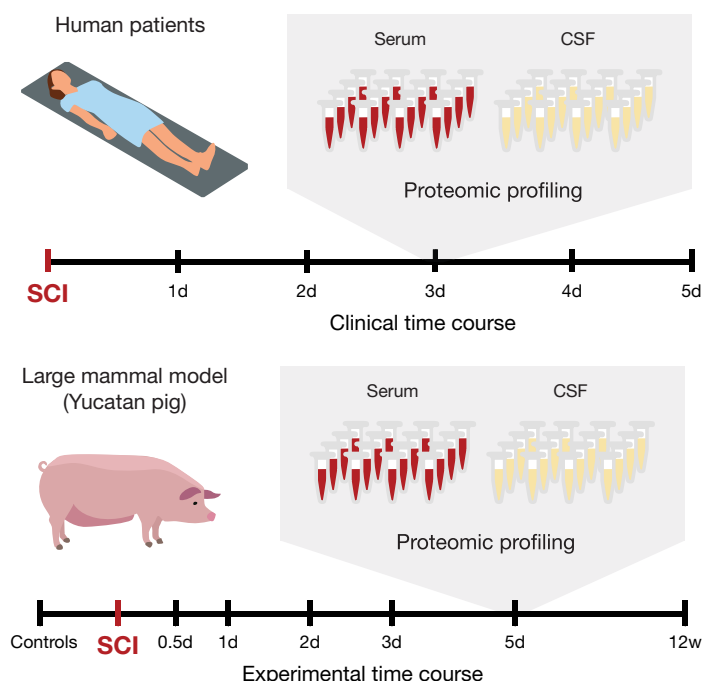 Human patients
Serum
CSF
Proteomic profiling
SCI
1d
2d
3d
4d
5d
Clinical time course
Large mammal model
(Yucatan pig)
Serum
CSF
Proteomic profiling
Controls
SCI
0.5d
1d
2d
3d
5d
12w
Experimental time course